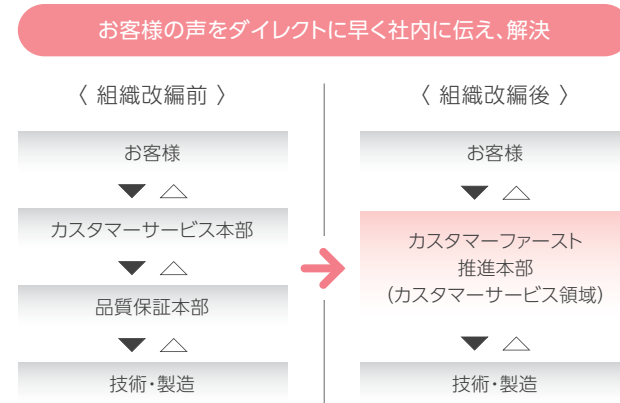 お客様の声をダイレクトに早く社内に伝え、解決
〈 組織改編前 〉
お客様
カスタマーサービス本部
品質保証本部
技術・製造
〈 組織改編後 〉
お客様
カスタマーファースト
推進本部
(カスタマーサービス領域)
技術・製造